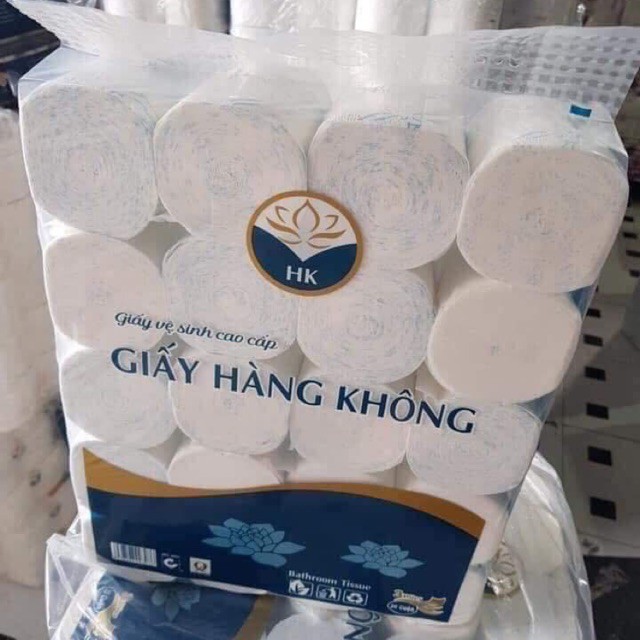 HK
Giấy vệ sinh cao cấp
GIẤY HÀNG KHÔNG
Bathroom Tissue